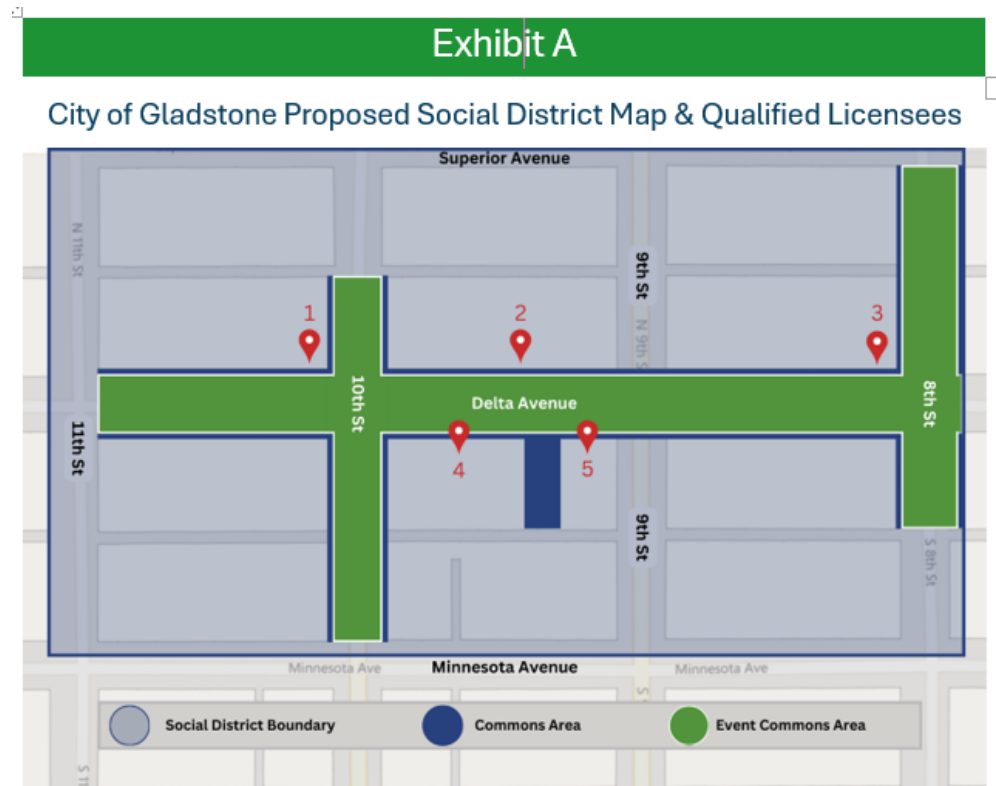 Exhibit A
City of Gladstone Proposed Social District Map & Qualified Licensees
Superior Avenue
N 11th St
9th St
1
2
3
N 9th S
10th St
Delta Avenue
8th St
11th St
4
5
9th St
S 8th St
Minnesota Ave
Minnesota Avenue
Minnesota Ave
S
Social District Boundary
Commons Area
Event Commons Area
S 11